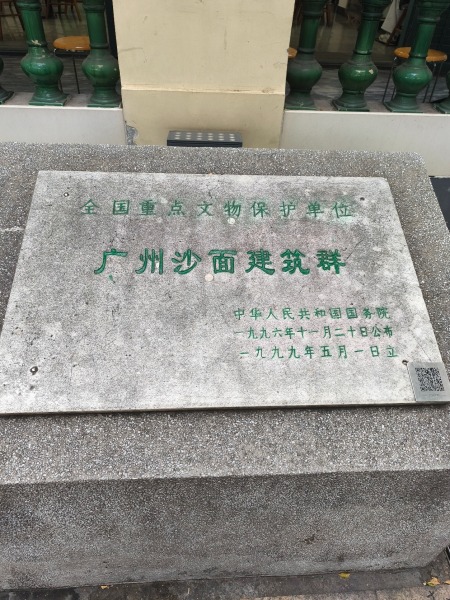 全国重点文物保护单位
广州沙面建筑群
中华人民共和国国务院
一九九六年十一月二十日公布
一九九九年五月一日立